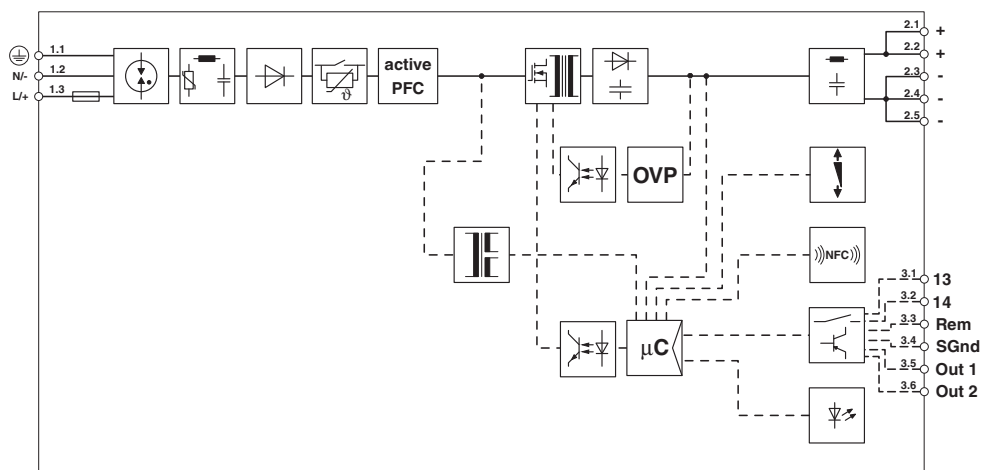 1.1
N/- 1.2
L/+ 1.3
ϑ
active
PFC
2.1 +
2.2 +
2.3 -
2.4 -
2.5 -
OVP
)))NFC)))
µC
3.1 13
3.2 14
3.3 Rem
3.4 SGnd
3.5 Out 1
3.6 Out 2